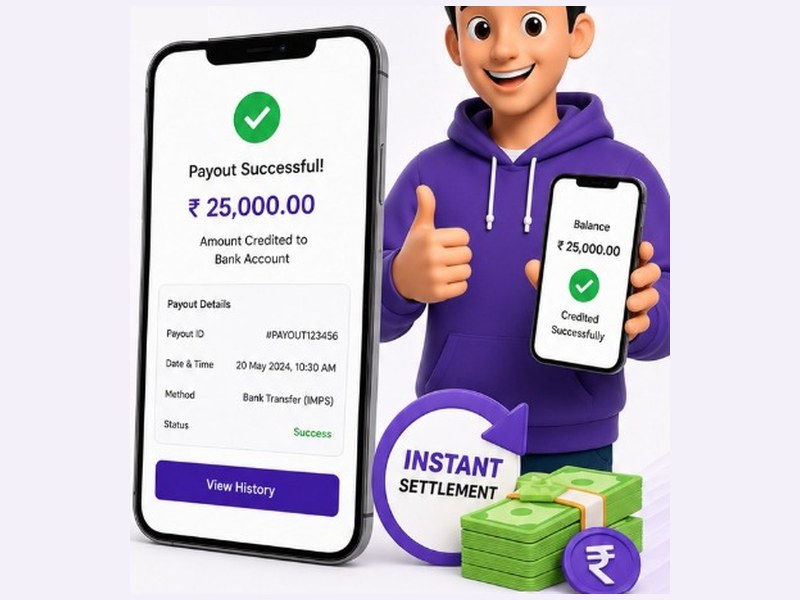 Payout Successful!
₹ 25,000.00
Amount Credited to
Bank Account
Payout Details
Payout ID #PAYOUT123456
Date & Time 20 May 2024, 10:30 AM
Method Bank Transfer (IMPS)
Status Success
View History
Balance
₹ 25,000.00
Credited
Successfully
INSTANT
SETTLEMENT
₹